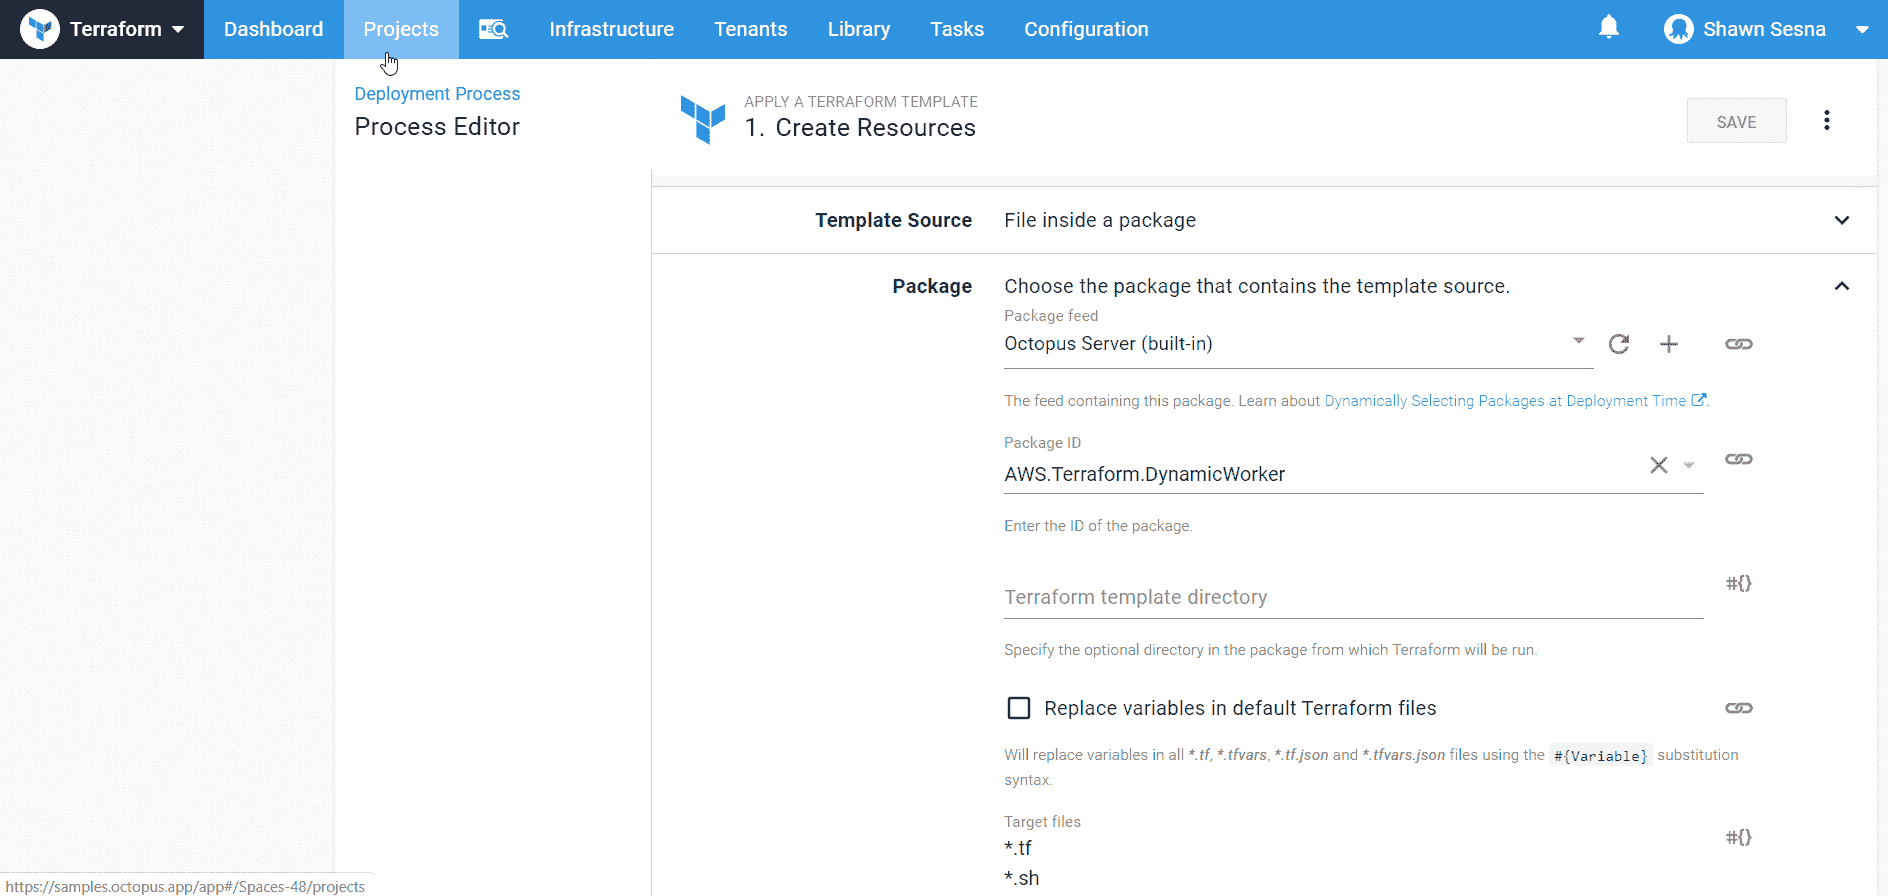 Terraform
Dashboard
Projects
Infrastructure
Tenants
Library
Tasks
Configuration
Shawn Sesna
Deployment Process
Process Editor
APPLY A TERRAFORM TEMPLATE
1. Create Resources
SAVE
Template Source
File inside a package
Package
Choose the package that contains the template source.
Package feed
Octopus Server (built-in)
The feed containing this package. Learn about Dynamically Selecting Packages at Deployment Time.
Package ID
AWS.Terraform.DynamicWorker
Enter the ID of the package.
#{}
Terraform template directory
Specify the optional directory in the package from which Terraform will be run.
Replace variables in default Terraform files
Will replace variables in all *.tf, *.tfvars, *.tf.json and *.tfvars.json files using the #{Variable} substitution
syntax.
Target files
#{}
*.tf
*.sh
https://samples.octopus.app/app#/Spaces-48/projects